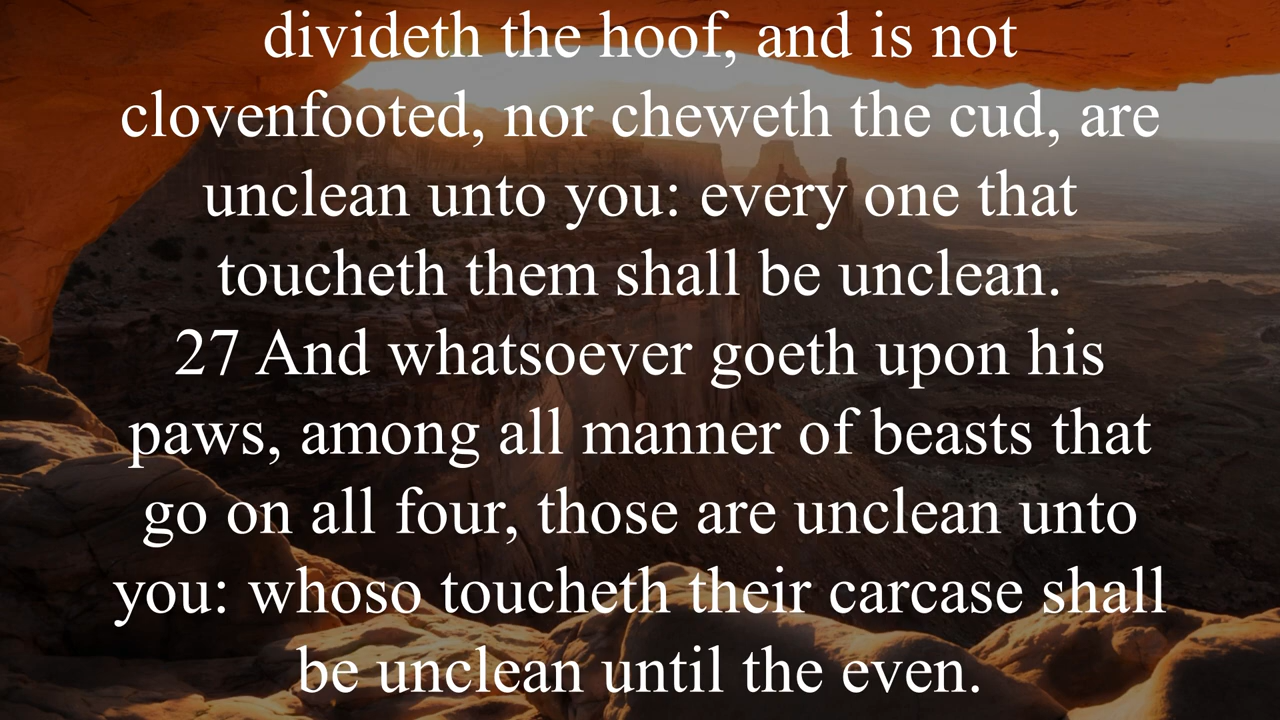 divideth the hoof, and is not
clovenfooted, nor cheweth the cud, are
unclean unto you: every one that
toucheth them shall be unclean.
27 And whatsoever goeth upon his
paws, among all manner of beasts that
go on all four, those are unclean unto
you: whoso toucheth their carcase shall
be unclean until the even.